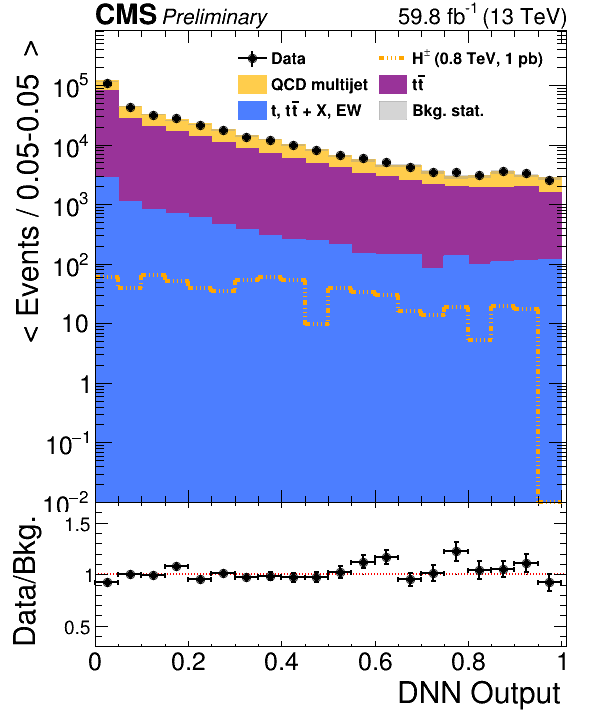 CMS Preliminary 59.8 fb⁻¹ (13 TeV)
< Events / 0.05-0.05 >
Data
H± (0.8 TeV, 1 pb)
QCD multijet
tt̄
t, tt̄ + X, EW
Bkg. stat.
10⁵
10⁴
10³
10²
10
1
10⁻¹
10⁻²
Data/Bkg.
1.5
1
0.5
0 0.2 0.4 0.6 0.8 1
DNN Output